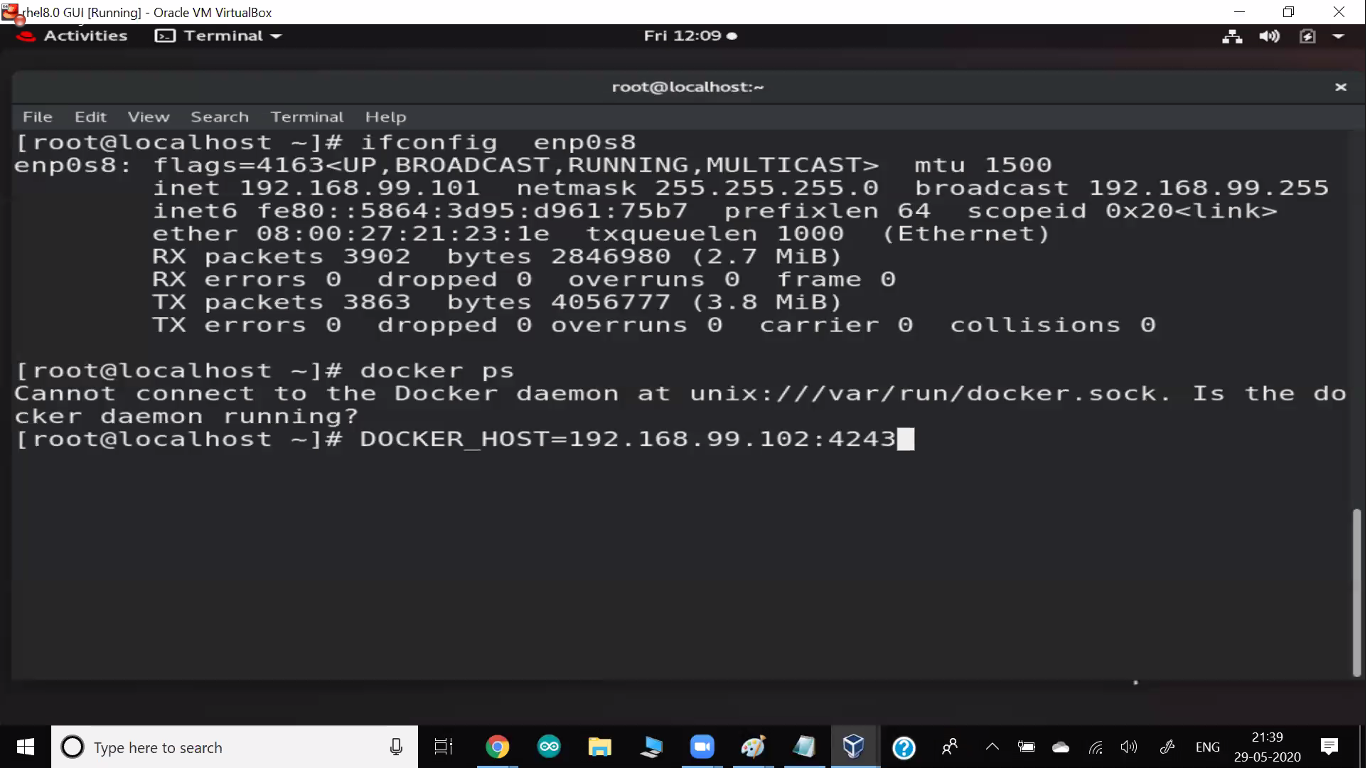 rhel8.0 GUI [Running] - Oracle VM VirtualBox
Activities Terminal Fri 12:09
root@localhost:~
File Edit View Search Terminal Help
[root@localhost ~]# ifconfig  enp0s8
enp0s8: flags=4163<UP,BROADCAST,RUNNING,MULTICAST>  mtu 1500
        inet 192.168.99.101  netmask 255.255.255.0  broadcast 192.168.99.255
        inet6 fe80::5864:3d95:d961:75b7  prefixlen 64  scopeid 0x20<link>
        ether 08:00:27:21:23:1e  txqueuelen 1000  (Ethernet)
        RX packets 3902  bytes 2846980 (2.7 MiB)
        RX errors 0  dropped 0  overruns 0  frame 0
        TX packets 3863  bytes 4056777 (3.8 MiB)
        TX errors 0  dropped 0 overruns 0  carrier 0  collisions 0
[root@localhost ~]# docker ps
Cannot connect to the Docker daemon at unix:///var/run/docker.sock. Is the do
cker daemon running?
[root@localhost ~]# DOCKER_HOST=192.168.99.102:4243
Type here to search
ENG
21:39
29-05-2020